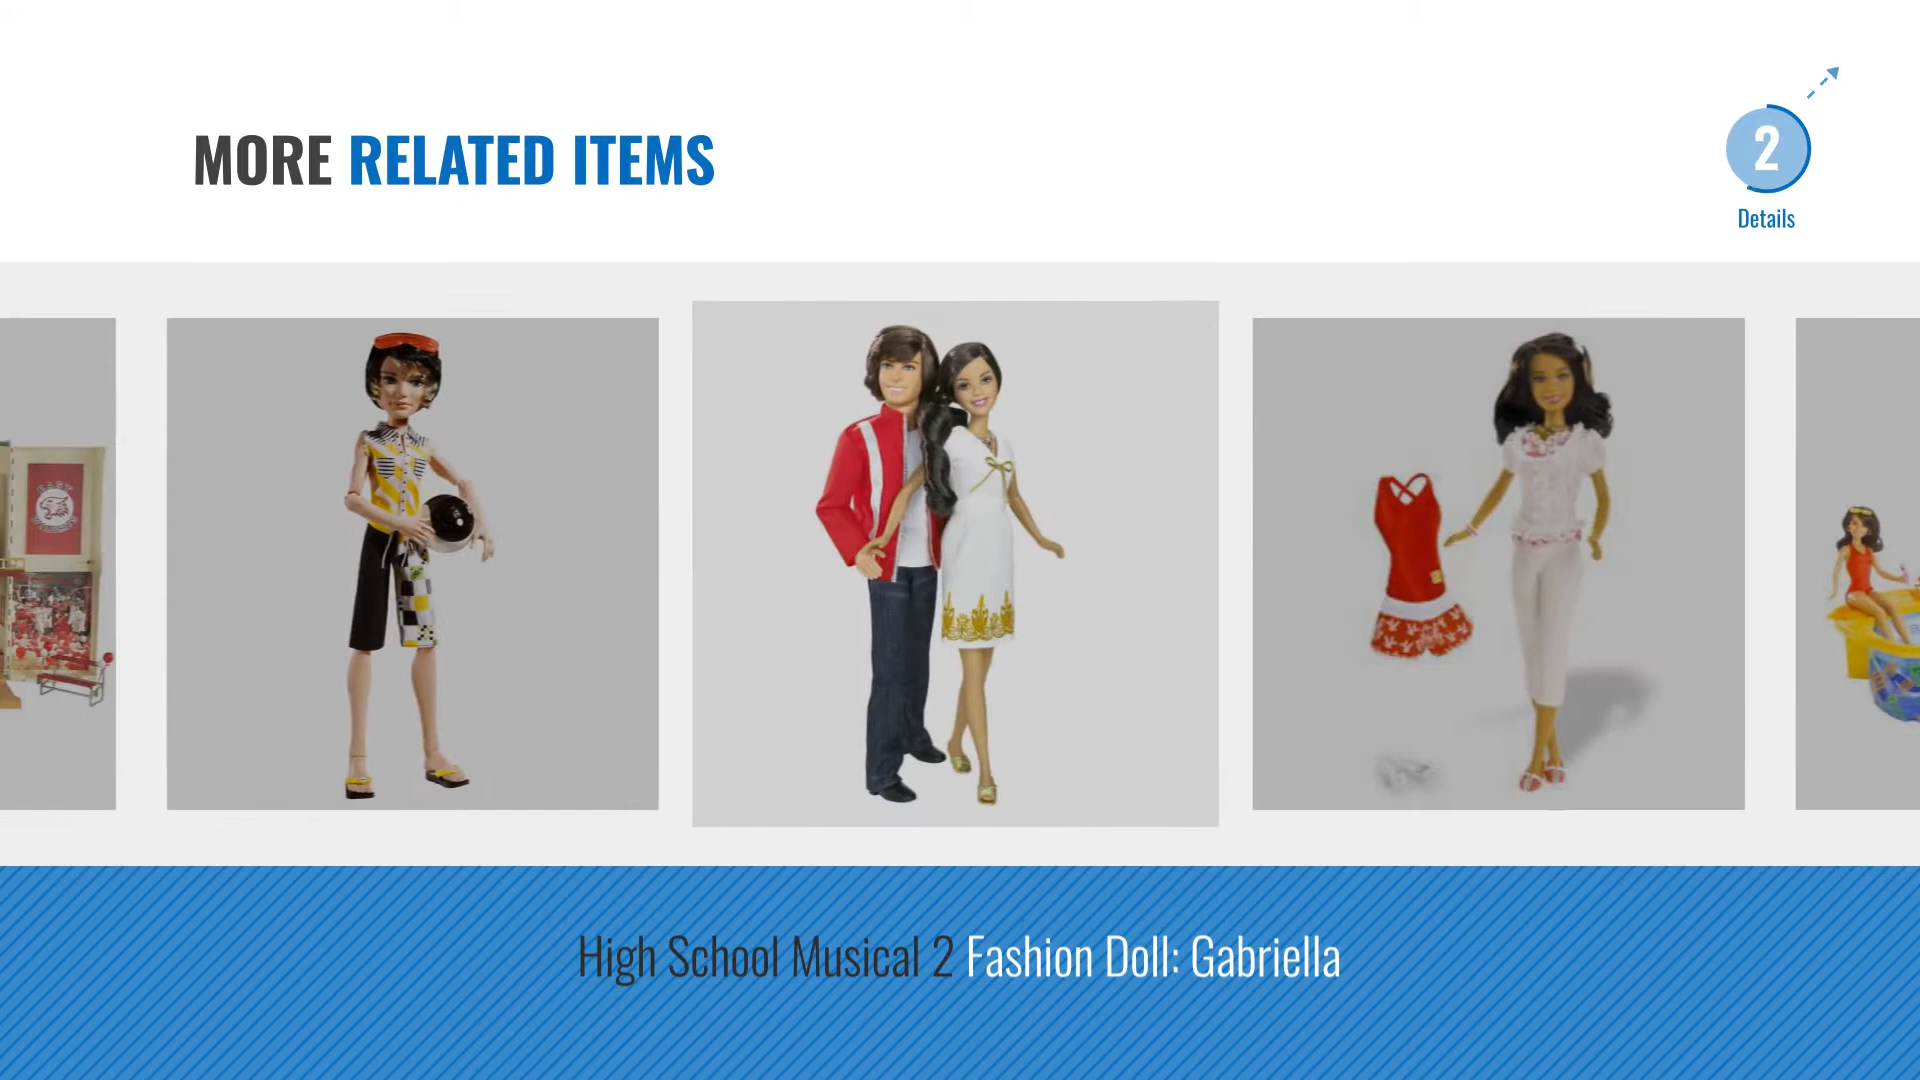 MORE RELATED ITEMS
2
Details
High School Musical 2 Fashion Doll: Gabriella